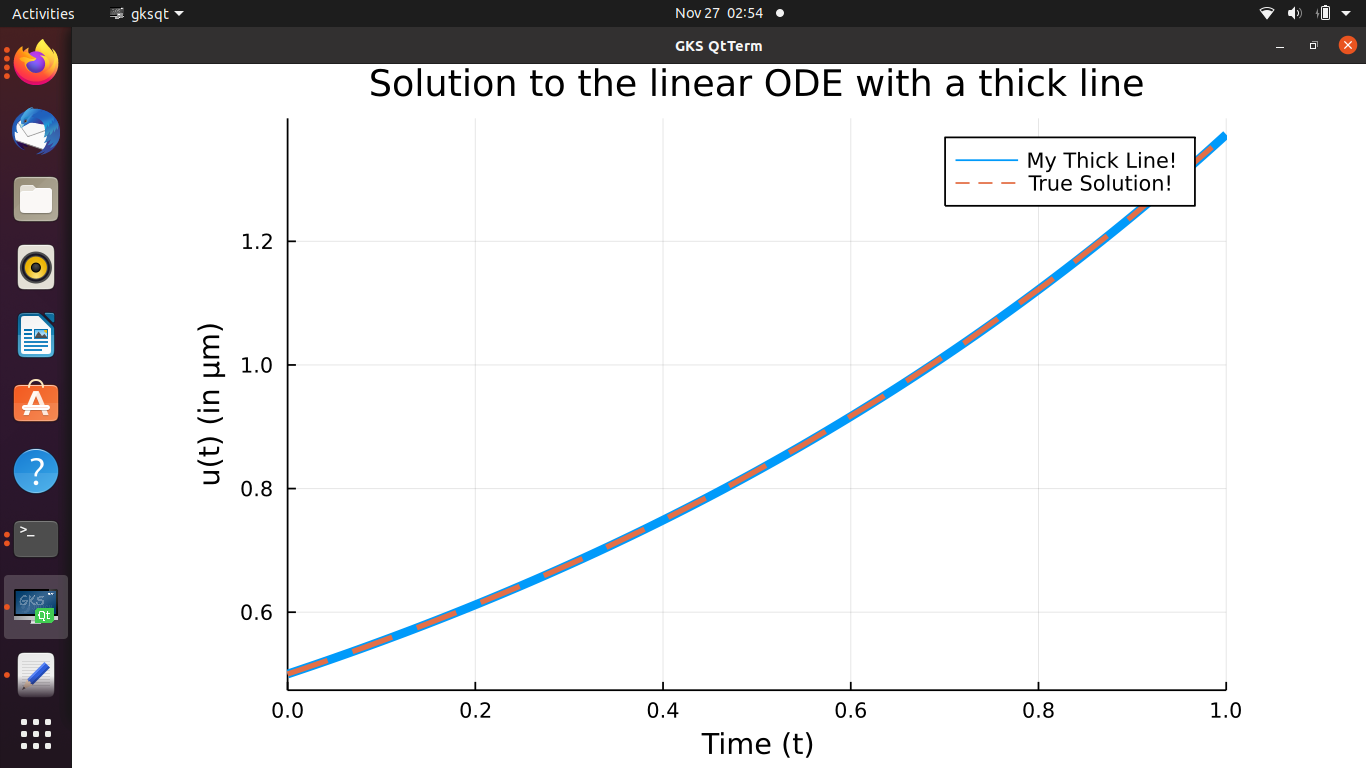 Activities
gksqt
Nov 27 02:54
GKS QtTerm
Solution to the linear ODE with a thick line
My Thick Line!
True Solution!
1.2
1.0
0.8
0.6
u(t) (in µm)
0.0 0.2 0.4 0.6 0.8 1.0
Time (t)
>_
GKS
Qt
?